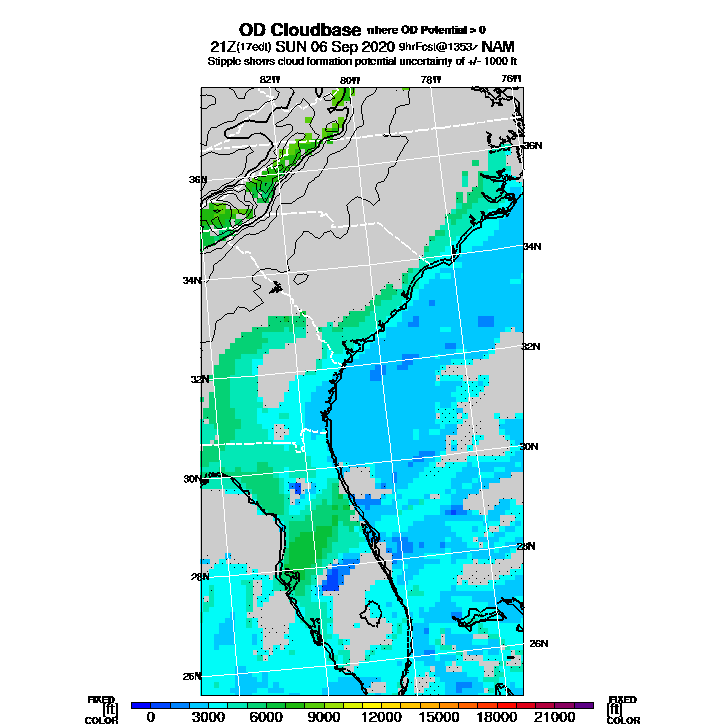 OD Cloudbase where OD Potential > 0
21Z(17edt) SUN 06 Sep 2020 9hrFcst@1353z NAM
Stipple shows cloud formation potential uncertainty of +/- 1000 ft
82W 80W 78W 76W
36N
36N
34N
34N
32N
32N
30N
30N
28N
28N
26N
26N
FIXED FIXED
[ft] [ft]
COLOR COLOR
0 3000 6000 9000 12000 15000 18000 21000